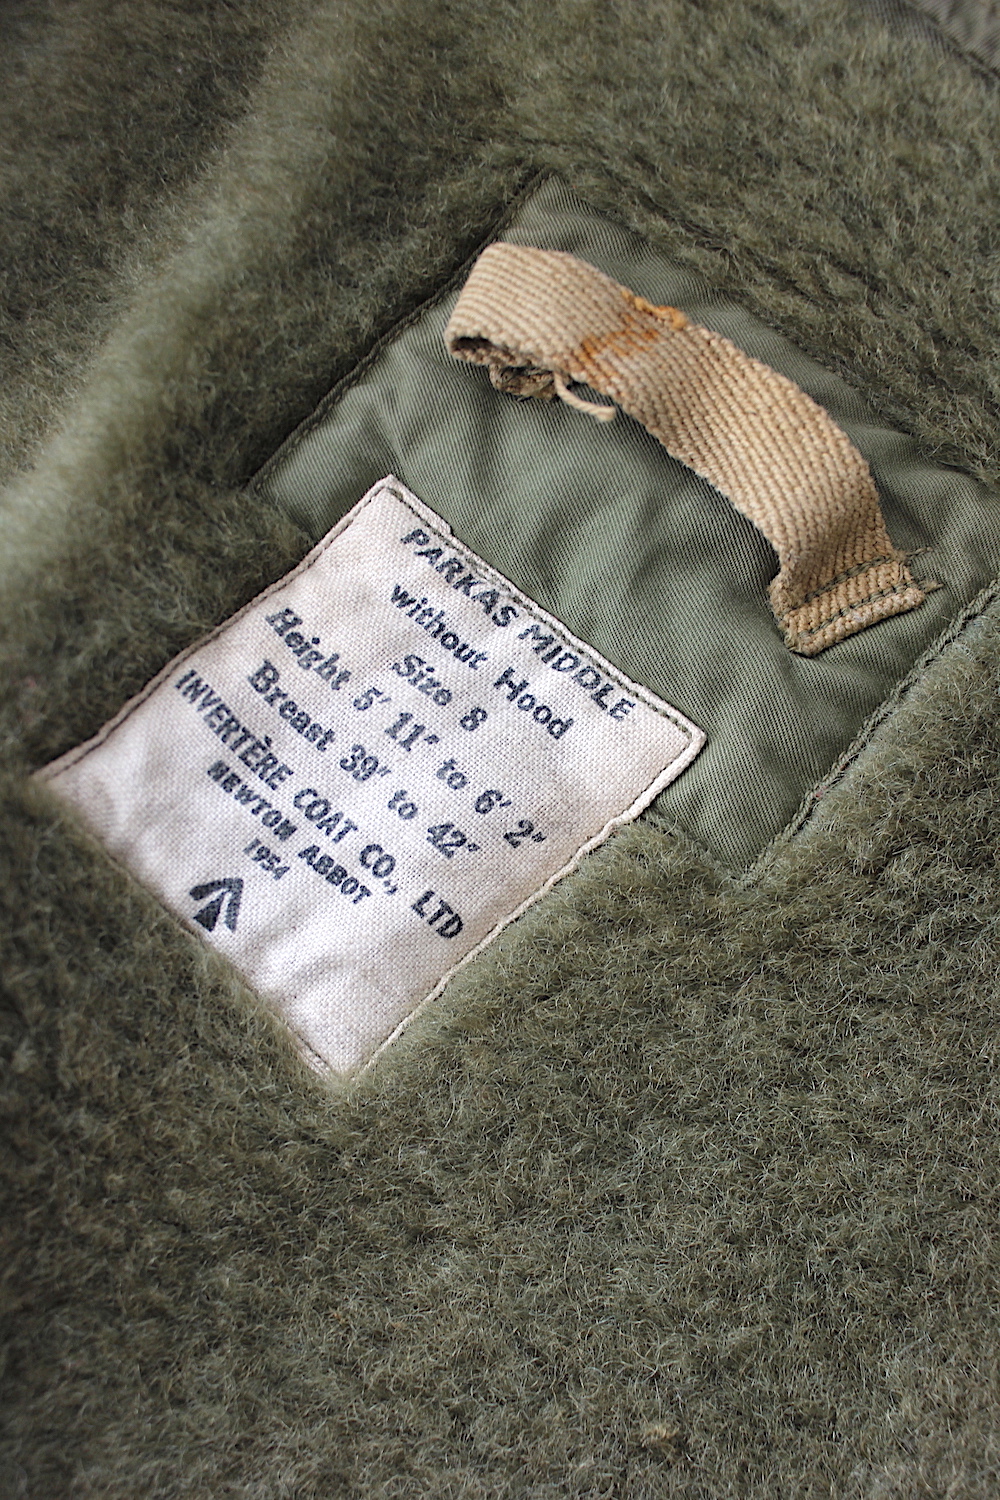 PARKAS MIDDLE
without Hood
Size 8
Height 5' 11" to 6' 2"
Breast 39" to 42"
INVERTÈRE COAT CO., LTD
NEWTON ABBOT
1954